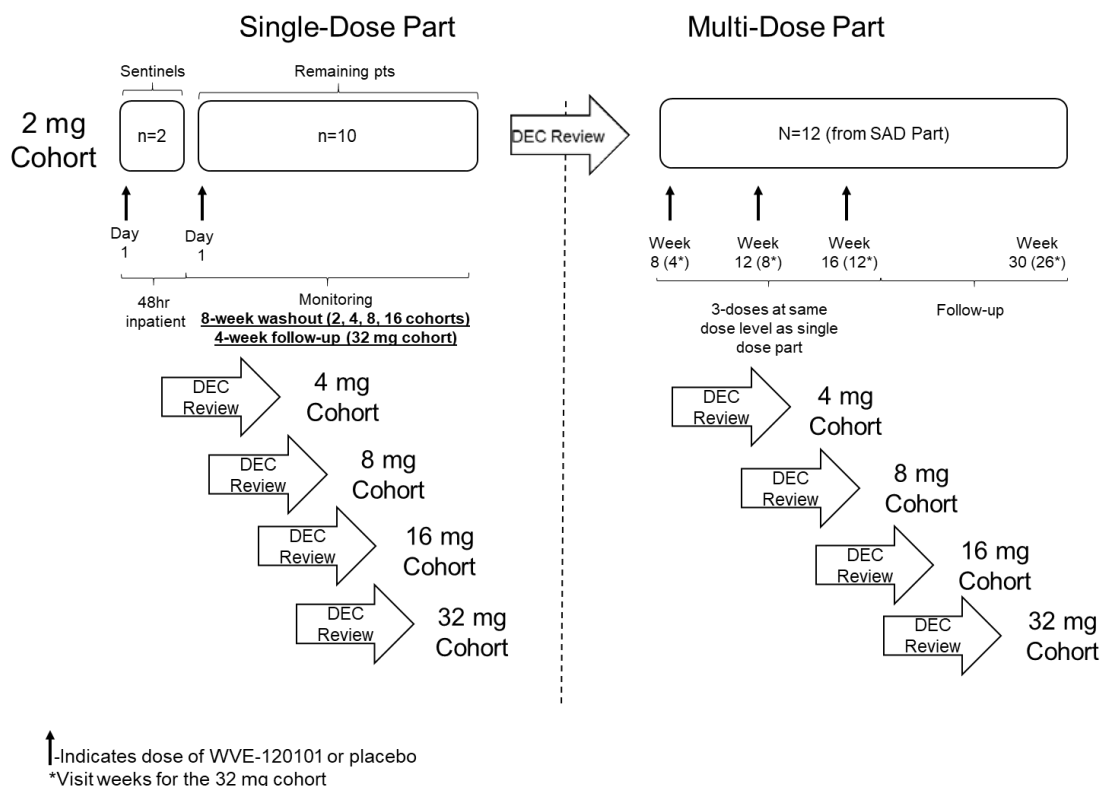 Single-Dose Part
Multi-Dose Part
Sentinels
Remaining pts
2 mg
Cohort
n=2
n=10
DEC Review
N=12 (from SAD Part)
Day
1
Day
1
Week
8 (4*)
Week
12 (8*)
Week
16 (12*)
Week
30 (26*)
48hr
inpatient
Monitoring
8-week washout (2, 4, 8, 16 cohorts)
4-week follow-up (32 mg cohort)
3-doses at same
dose level as single
dose part
Follow-up
DEC
Review
4 mg
Cohort
DEC
Review
8 mg
Cohort
DEC
Review
16 mg
Cohort
DEC
Review
32 mg
Cohort
DEC
Review
4 mg
Cohort
DEC
Review
8 mg
Cohort
DEC
Review
16 mg
Cohort
DEC
Review
32 mg
Cohort
-Indicates dose of WVE-120101 or placebo
*Visit weeks for the 32 mg cohort